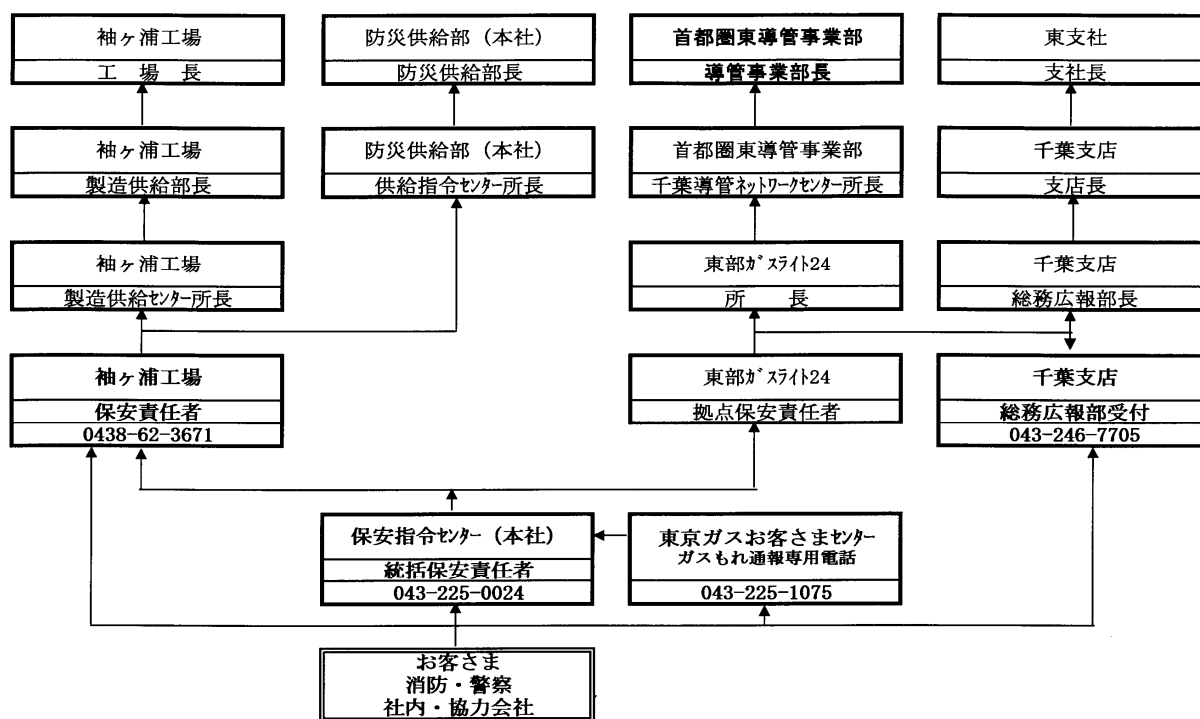 袖ヶ浦工場
工 場 長
防災供給部（本社）
防災供給部長
首都圏東導管事業部
導管事業部長
東支社
支社長
袖ヶ浦工場
製造供給部長
防災供給部（本社）
供給指令ｾﾝﾀｰ所長
首都圏東導管事業部
千葉導管ﾈｯﾄﾜｰｸｾﾝﾀｰ所長
千葉支店
支店長
袖ヶ浦工場
製造供給ｾﾝﾀｰ所長
東部ｶﾞｽﾗｲﾄ24
所 長
千葉支店
総務広報部長
袖ヶ浦工場
保安責任者
0438-62-3671
東部ｶﾞｽﾗｲﾄ24
拠点保安責任者
千葉支店
総務広報部受付
043-246-7705
保安指令ｾﾝﾀｰ（本社）
統括保安責任者
043-225-0024
東京ガスお客さまｾﾝﾀｰ
ガスもれ通報専用電話
043-225-1075
お客さま
消防・警察
社内・協力会社